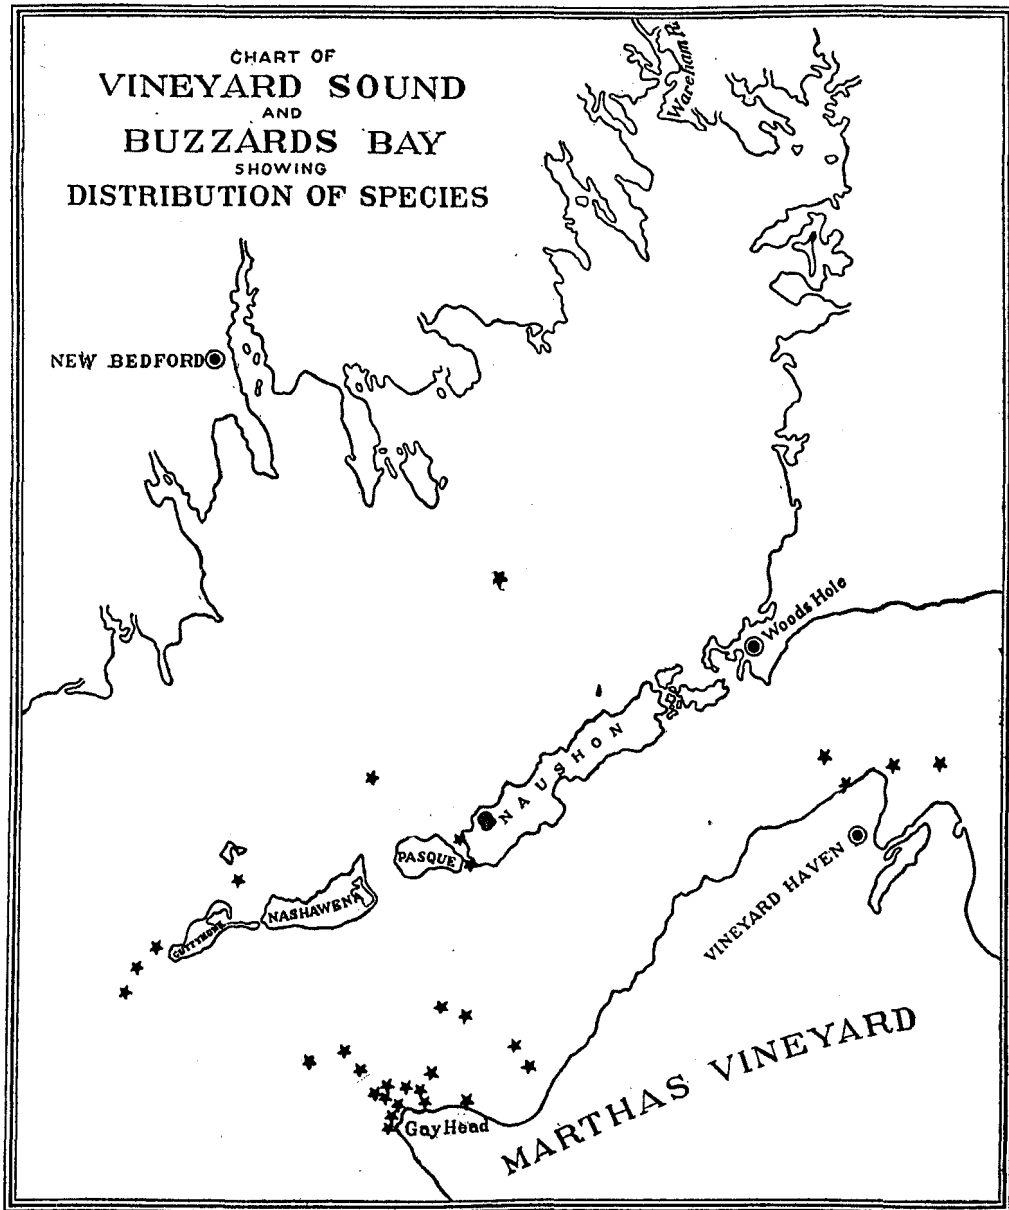 CHART OF
VINEYARD SOUND
AND
BUZZARDS BAY
SHOWING
DISTRIBUTION OF SPECIES
Wareham R.
NEW BEDFORD
Woods Hole
NAUSHON
PASQUE
NASHAWENA
CUTTYHUNK
VINEYARD HAVEN
Gay Head
MARTHAS VINEYARD